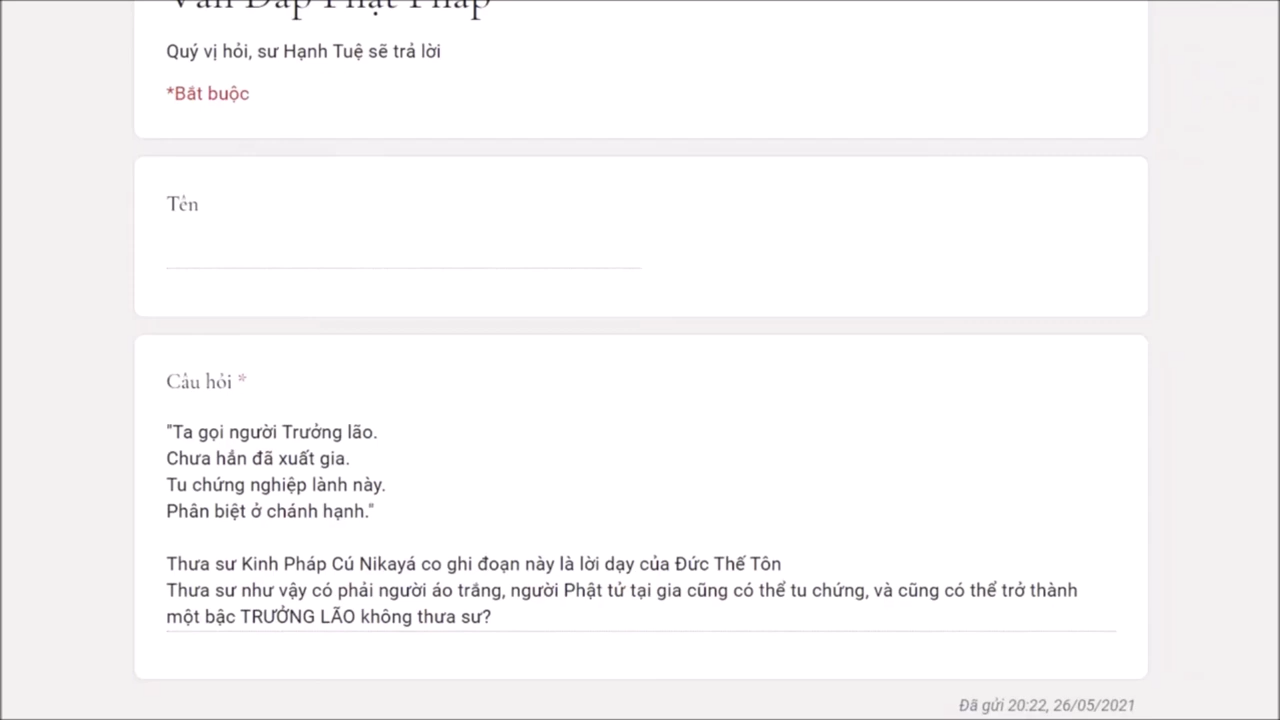 Vấn Đáp Phật Pháp
Quý vị hỏi, sư Hạnh Tuệ sẽ trả lời
*Bắt buộc
Tên
Câu hỏi *
"Ta gọi người Trưởng lão.
Chưa hẳn đã xuất gia.
Tu chứng nghiệp lành này.
Phân biệt ở chánh hạnh."
Thưa sư Kinh Pháp Cú Nikayá co ghi đoạn này là lời dạy của Đức Thế Tôn
Thưa sư như vậy có phải người áo trắng, người Phật tử tại gia cũng có thể tu chứng, và cũng có thể trở thành
một bậc TRƯỞNG LÃO không thưa sư?
Đã gửi 20:22, 26/05/2021